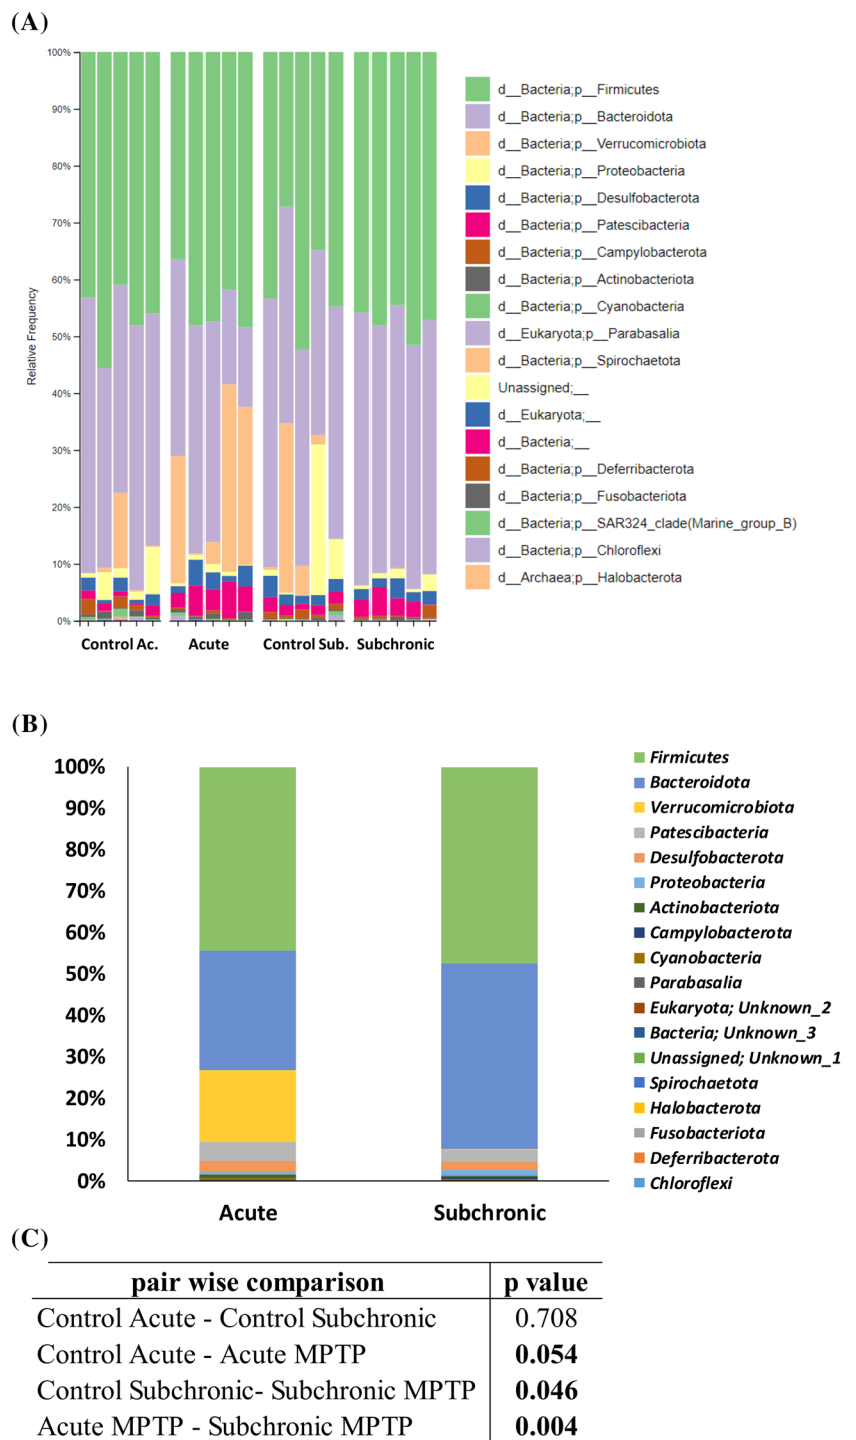 (A)
100%
90%
80%
70%
60%
50%
40%
30%
20%
10%
0%
Relative Frequency
Control Ac.
Acute
Control Sub.
Subchronic
d__Bacteria;p__Firmicutes
d__Bacteria;p__Bacteroidota
d__Bacteria;p__Verrucomicrobiota
d__Bacteria;p__Proteobacteria
d__Bacteria;p__Desulfobacterota
d__Bacteria;p__Patescibacteria
d__Bacteria;p__Campylobacterota
d__Bacteria;p__Actinobacteriota
d__Bacteria;p__Cyanobacteria
d__Eukaryota;p__Parabasalia
d__Bacteria;p__Spirochaetota
Unassigned;__
d__Eukaryota;__
d__Bacteria;__
d__Bacteria;p__Deferribacterota
d__Bacteria;p__Fusobacteriota
d__Bacteria;p__SAR324_clade(Marine_group_B)
d__Bacteria;p__Chloroflexi
d__Archaea;p__Halobacterota
(B)
100%
90%
80%
70%
60%
50%
40%
30%
20%
10%
0%
Acute
Subchronic
Firmicutes
Bacteroidota
Verrucomicrobiota
Patescibacteria
Desulfobacterota
Proteobacteria
Actinobacteriota
Campylobacterota
Cyanobacteria
Parabasalia
Eukaryota; Unknown_2
Bacteria; Unknown_3
Unassigned; Unknown_1
Spirochaetota
Halobacterota
Fusobacteriota
Deferribacterota
Chloroflexi
(C)
pair wise comparison p value
Control Acute - Control Subchronic 0.708
Control Acute - Acute MPTP 0.054
Control Subchronic- Subchronic MPTP 0.046
Acute MPTP - Subchronic MPTP 0.004